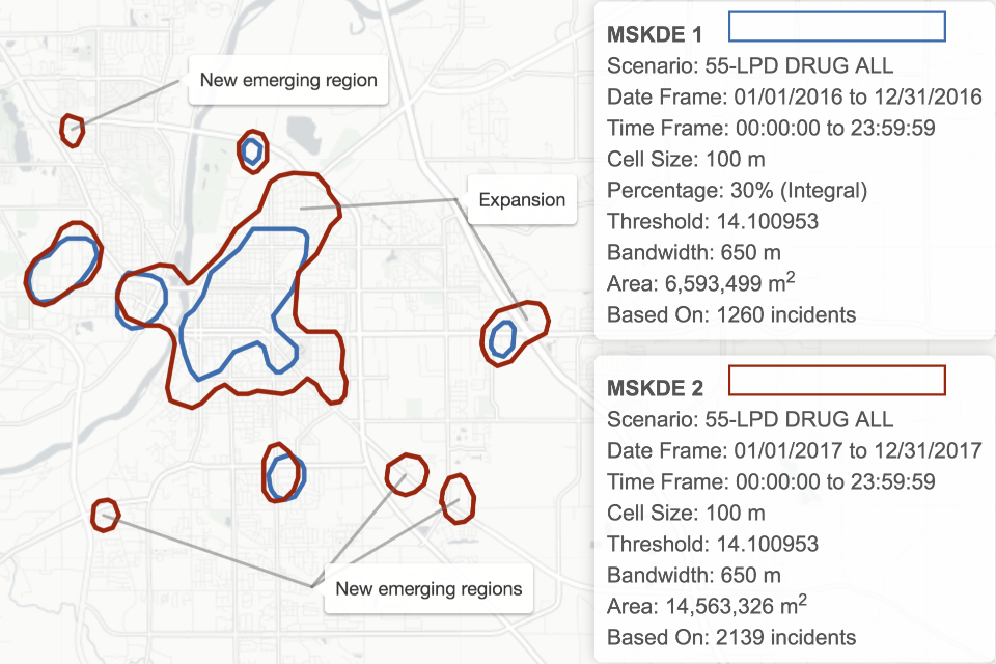 New emerging region
Expansion
New emerging regions
MSKDE 1
Scenario: 55-LPD DRUG ALL
Date Frame: 01/01/2016 to 12/31/2016
Time Frame: 00:00:00 to 23:59:59
Cell Size: 100 m
Percentage: 30% (Integral)
Threshold: 14.100953
Bandwidth: 650 m
Area: 6,593,499 m²
Based On: 1260 incidents
MSKDE 2
Scenario: 55-LPD DRUG ALL
Date Frame: 01/01/2017 to 12/31/2017
Time Frame: 00:00:00 to 23:59:59
Cell Size: 100 m
Threshold: 14.100953
Bandwidth: 650 m
Area: 14,563,326 m²
Based On: 2139 incidents